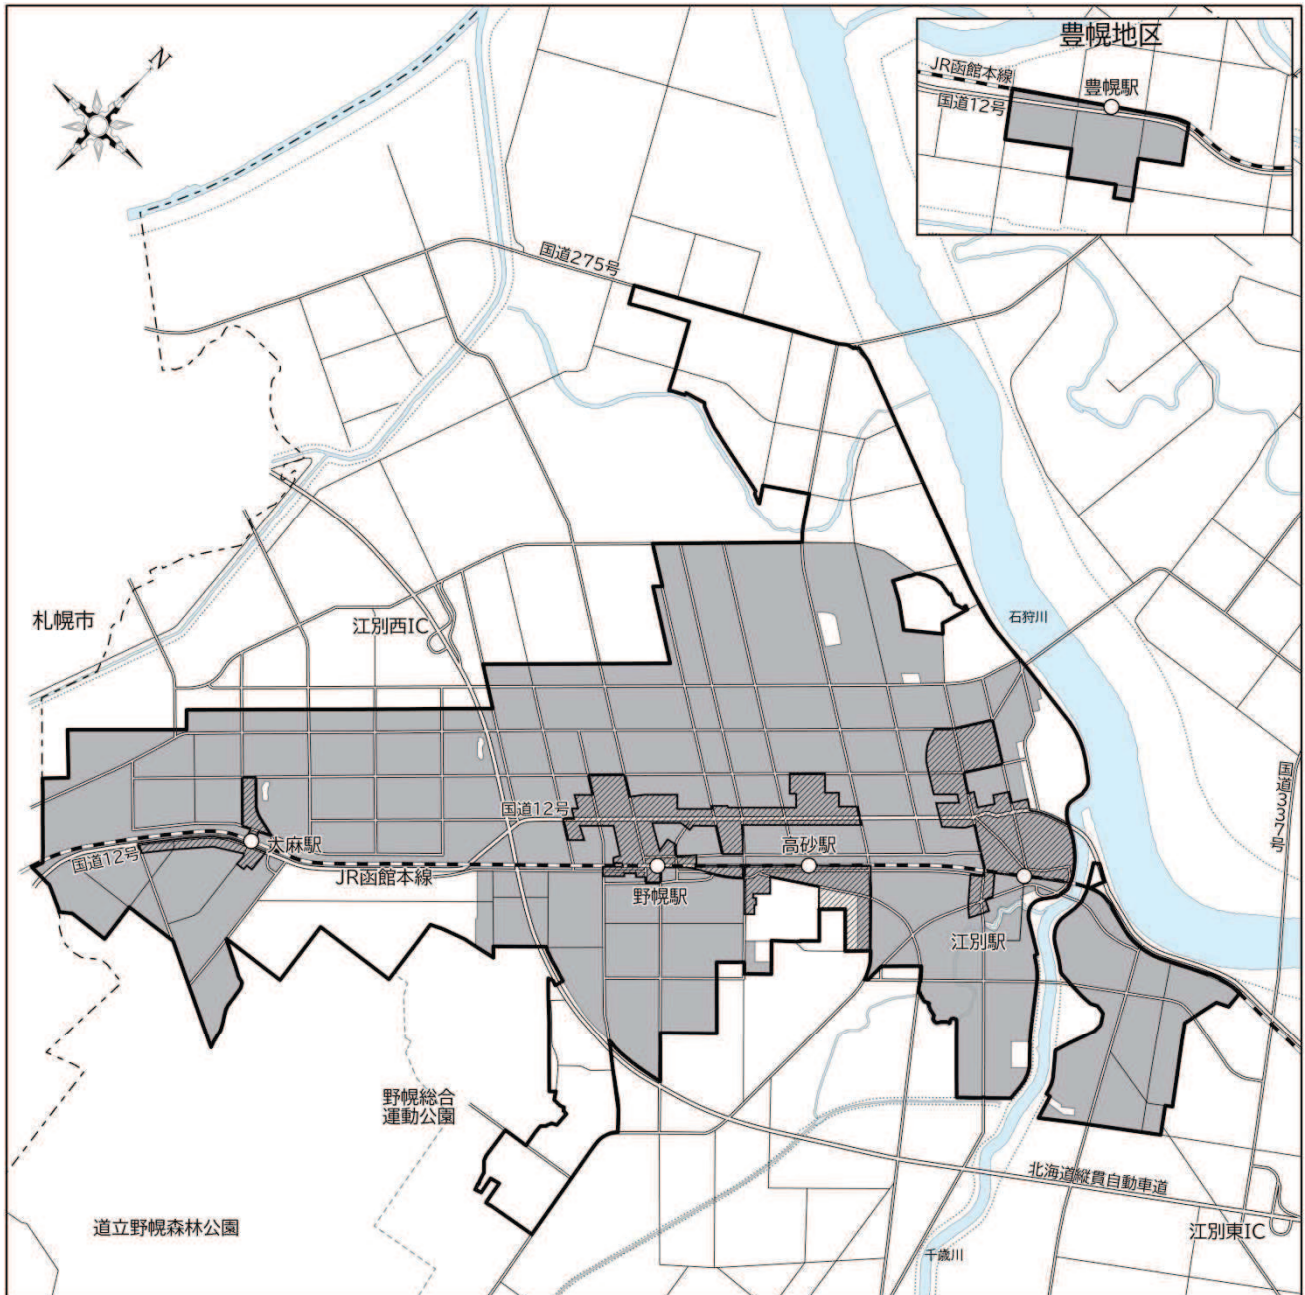 N
豊幌地区
JR函館本線
豊幌駅
国道12号
国道275号
札幌市
江別西IC
石狩川
国道337号
国道12号
大麻駅
国道12号
高砂駅
JR函館本線
野幌駅
江別駅
野幌総合
運動公園
北海道縦貫自動車道
道立野幌森林公園
江別東IC
千歳川